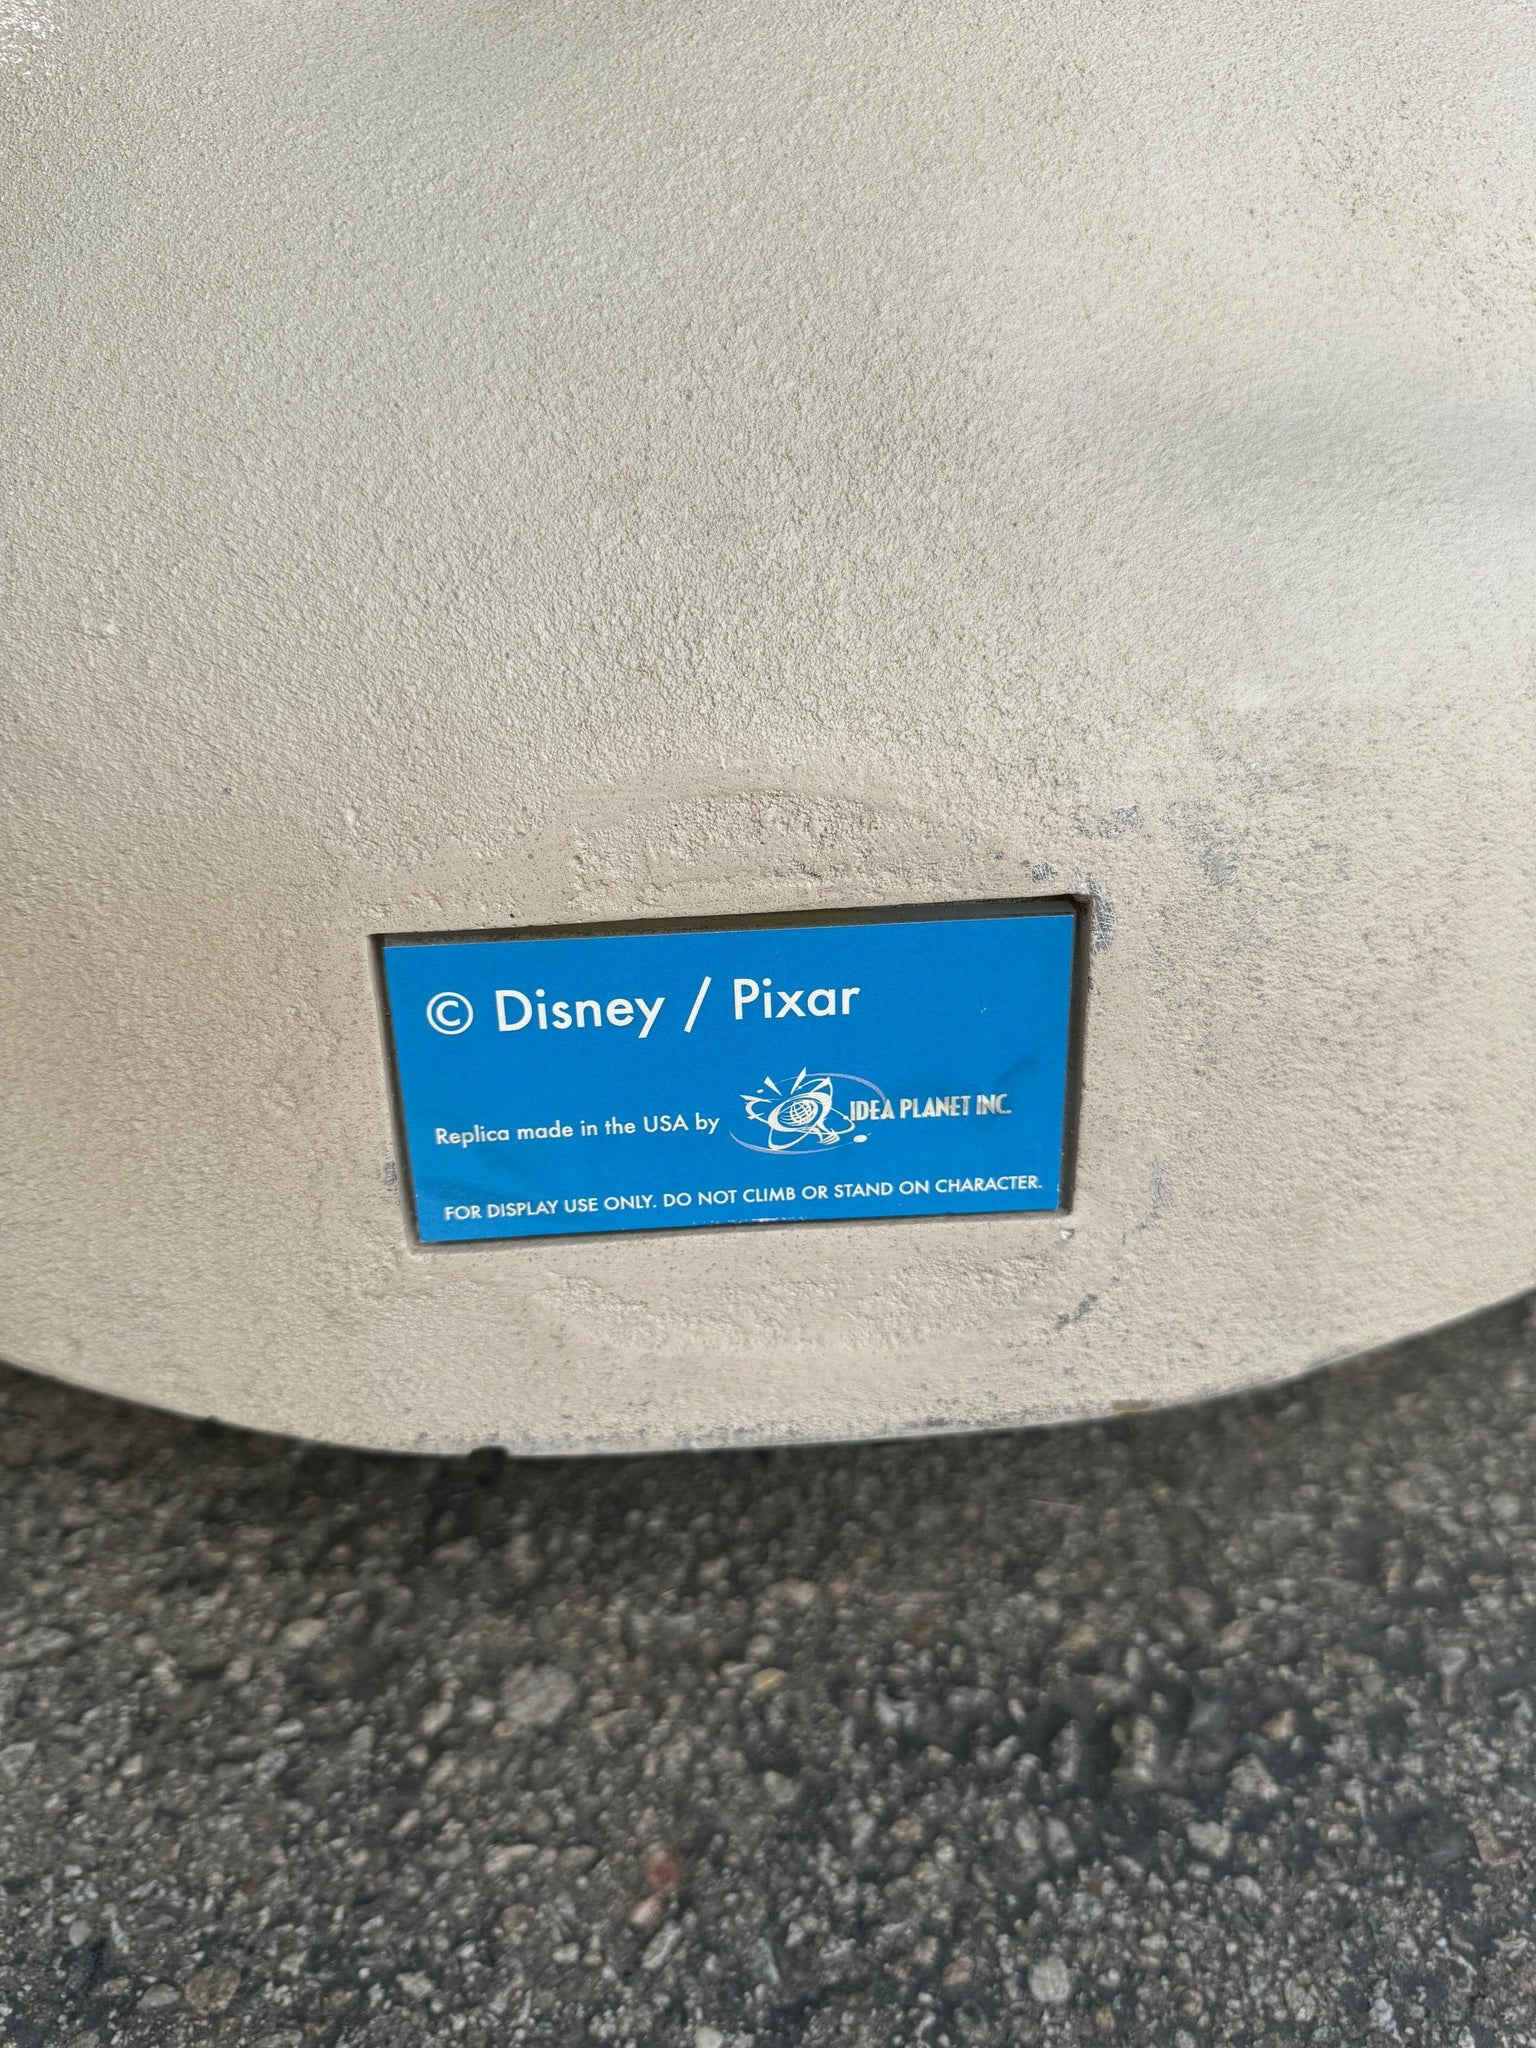 © Disney / Pixar
Replica made in the USA by IDEA PLANET INC.
FOR DISPLAY USE ONLY. DO NOT CLIMB OR STAND ON CHARACTER.